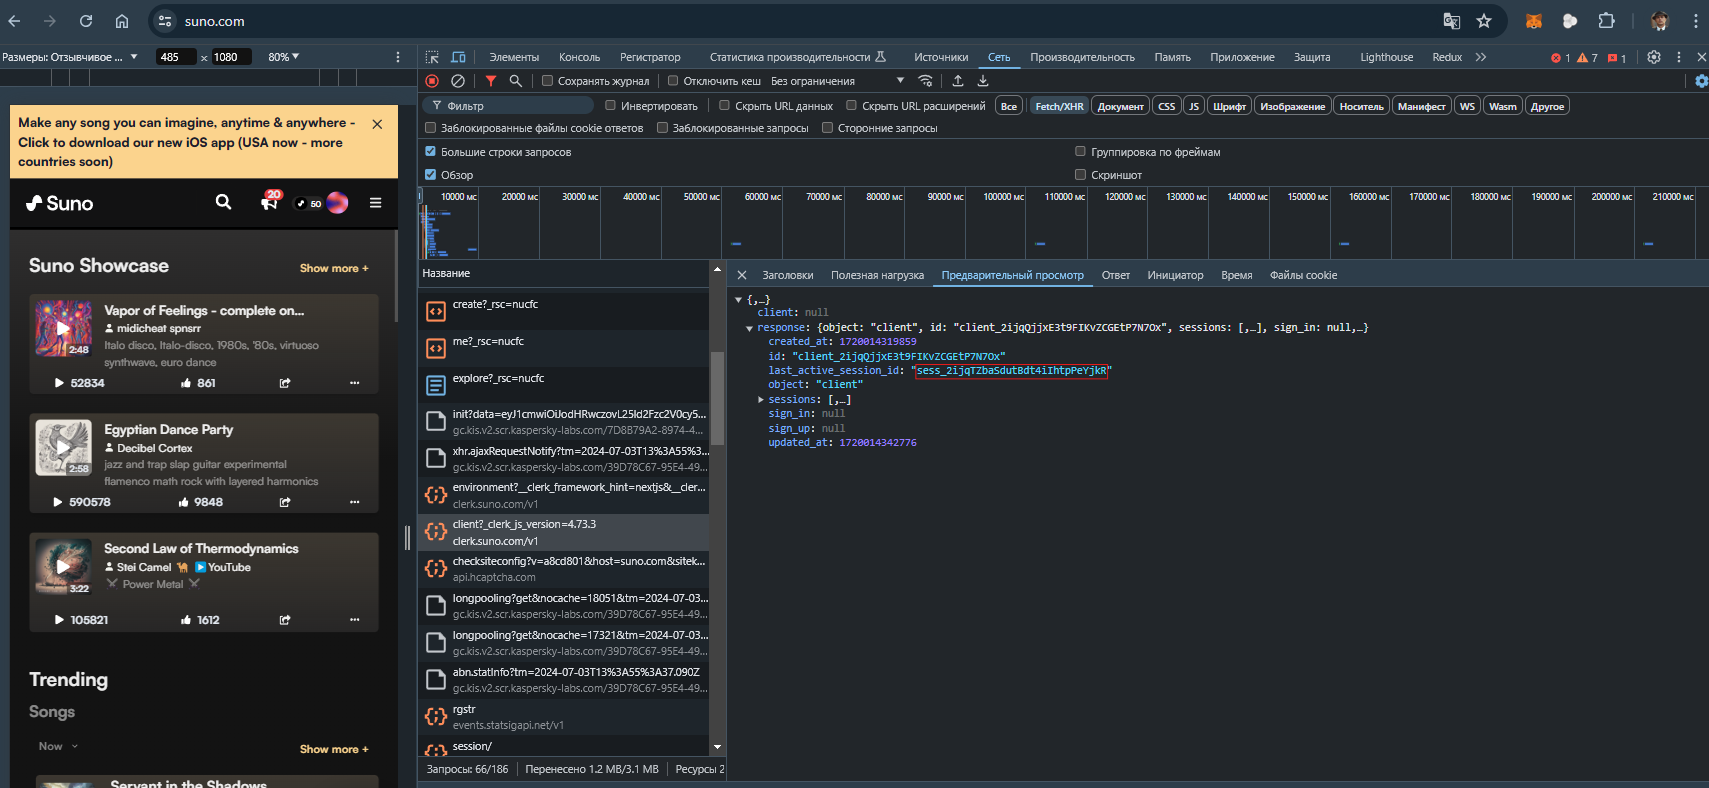 suno.com
Размеры: Отзывчивое ... 485 × 1080 80%
Элементы Консоль Регистратор Статистика производительности Источники Сеть Производительность Память Приложение Защита Lighthouse Redux 1 7 1
Сохранять журнал Отключить кеш Без ограничения
Фильтр Инвертировать Скрыть URL данных Скрыть URL расширений Все Fetch/XHR Документ CSS JS Шрифт Изображение Носитель Манифест WS Wasm Другое
Заблокированные файлы cookie ответов Заблокированные запросы Сторонние запросы
Большие строки запросов Группировка по фреймам
Обзор Скриншот
10000 мс 20000 мс 30000 мс 40000 мс 50000 мс 60000 мс 70000 мс 80000 мс 90000 мс 100000 мс 110000 мс 120000 мс 130000 мс 140000 мс 150000 мс 160000 мс 170000 мс 180000 мс 190000 мс 200000 мс 210000 мс
Make any song you can imagine, anytime & anywhere -
Click to download our new iOS app (USA now - more
countries soon)
Suno 20 50
Suno Showcase Show more +
Vapor of Feelings - complete on...
midicheat spnsrr
Italo disco, Italo-disco, 1980s, '80s, virtuoso
synthwave, euro dance
2:48
52834 861
Egyptian Dance Party
Decibel Cortex
jazz and trap slap guitar experimental
flamenco math rock with layered harmonics
2:58
590578 9848
Second Law of Thermodynamics
Stei Camel 🐪 ▶️YouTube
Power Metal
3:22
105821 1612
Trending
Songs
Now Show more +
Servant in the Shadows
Название
create?_rsc=nucfc
me?_rsc=nucfc
explore?_rsc=nucfc
init?data=eyJ1cmwiOiJodHRwczovL25ld2Fzc2V0cy5...
gc.kis.v2.scr.kaspersky-labs.com/7D8B79A2-8974-4...
xhr.ajaxRequestNotify?tm=2024-07-03T13%3A55%3...
gc.kis.v2.scr.kaspersky-labs.com/39D78C67-95E4-49...
environment?__clerk_framework_hint=nextjs&__cler...
clerk.suno.com/v1
client?_clerk_js_version=4.73.3
clerk.suno.com/v1
checksiteconfig?v=a8cd801&host=suno.com&sitek...
api.hcaptcha.com
longpooling?get&nocache=18051&tm=2024-07-03...
gc.kis.v2.scr.kaspersky-labs.com/39D78C67-95E4-49...
longpooling?get&nocache=17321&tm=2024-07-03...
gc.kis.v2.scr.kaspersky-labs.com/39D78C67-95E4-49...
abn.statInfo?tm=2024-07-03T13%3A55%3A37.090Z
gc.kis.v2.scr.kaspersky-labs.com/39D78C67-95E4-49...
rgstr
events.statsigapi.net/v1
session/
Запросы: 66/186 Перенесено 1.2 MB/3.1 MB Ресурсы 2
Заголовки Полезная нагрузка Предварительный просмотр Ответ Инициатор Время Файлы cookie
{,…}
client: null
response: {object: "client", id: "client_2ijqQjjxE3t9FIKvZCGEtP7N7Ox", sessions: [,…], sign_in: null,…}
created_at: 1720014319859
id: "client_2ijqQjjxE3t9FIKvZCGEtP7N7Ox"
last_active_session_id: "sess_2ijqTZbaSdutBdt4iIhtpPeYjkR"
object: "client"
sessions: [,…]
sign_in: null
sign_up: null
updated_at: 1720014342776